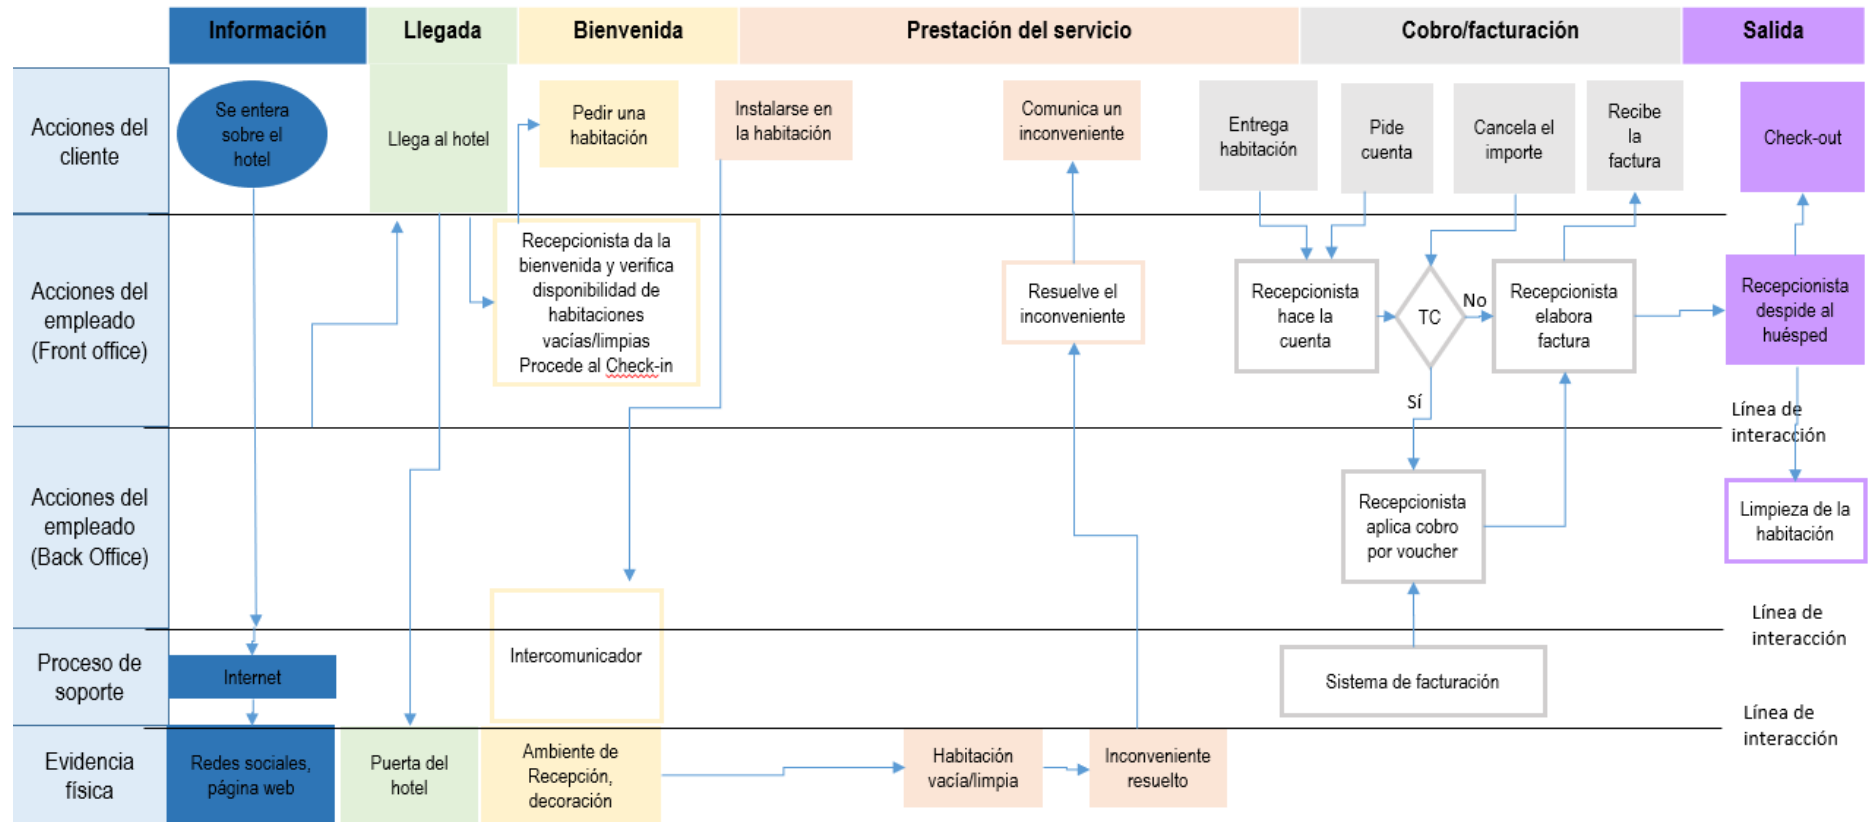 Información
Llegada
Bienvenida
Prestación del servicio
Cobro/facturación
Salida
Acciones del
cliente
Se entera
sobre el
hotel
Llega al hotel
Pedir una
habitación
Instalarse en
la habitación
Comunica un
inconveniente
Entrega
habitación
Pide
cuenta
Cancela el
importe
Recibe
la
factura
Check-out
Acciones del
empleado
(Front office)
Recepcionista da la
bienvenida y verifica
disponibilidad de
habitaciones
vacías/limpias
Procede al Check-in
Resuelve el
inconveniente
Recepcionista
hace la
cuenta
TC
No
Sí
Recepcionista
elabora
factura
Recepcionista
despide al
huésped
Línea de
interacción
Acciones del
empleado
(Back Office)
Recepcionista
aplica cobro
por voucher
Limpieza de la
habitación
Línea de
interacción
Proceso de
soporte
Internet
Intercomunicador
Sistema de facturación
Línea de
interacción
Evidencia
física
Redes sociales,
página web
Puerta del
hotel
Ambiente de
Recepción,
decoración
Habitación
vacía/limpia
Inconveniente
resuelto